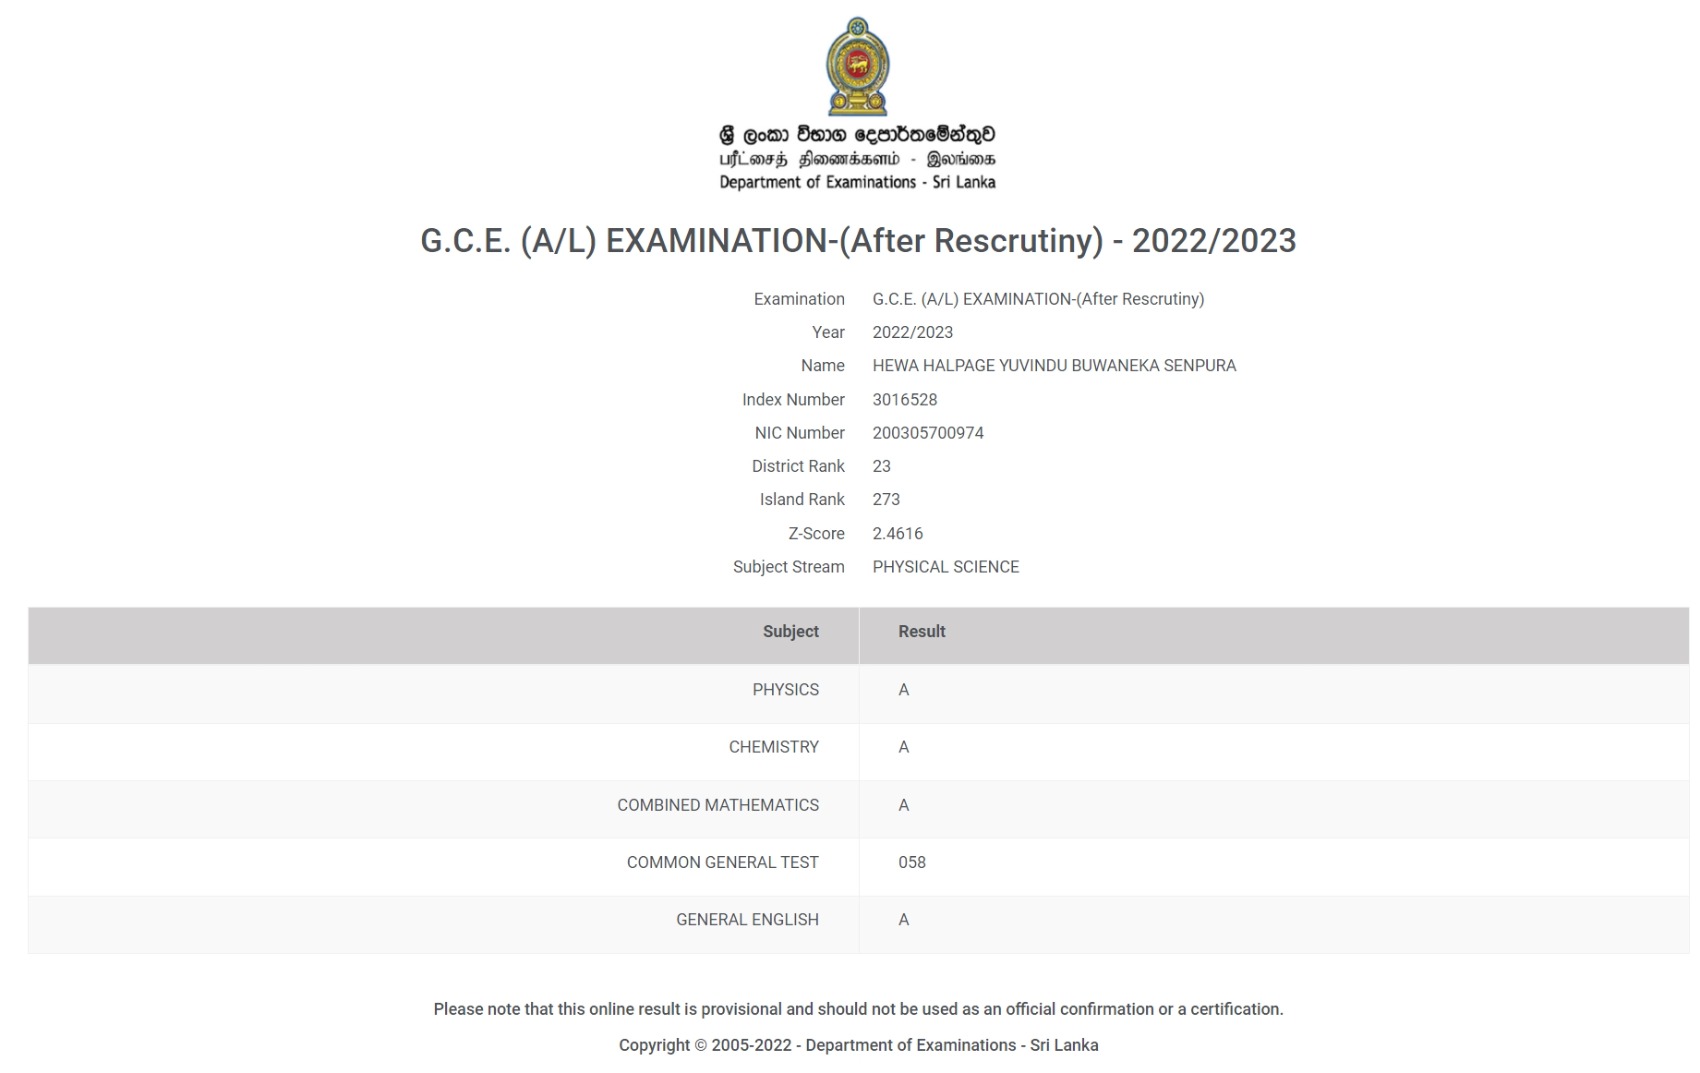 ශ්‍රී ලංකා විභාග දෙපාර්තමේන්තුව
பரீட்சைத் திணைக்களம் - இலங்கை
Department of Examinations - Sri Lanka
G.C.E. (A/L) EXAMINATION-(After Rescrutiny) - 2022/2023
Examination G.C.E. (A/L) EXAMINATION-(After Rescrutiny)
Year 2022/2023
Name HEWA HALPAGE YUVINDU BUWANEKA SENPURA
Index Number 3016528
NIC Number 200305700974
District Rank 23
Island Rank 273
Z-Score 2.4616
Subject Stream PHYSICAL SCIENCE
Subject Result
PHYSICS A
CHEMISTRY A
COMBINED MATHEMATICS A
COMMON GENERAL TEST 058
GENERAL ENGLISH A
Please note that this online result is provisional and should not be used as an official confirmation or a certification.
Copyright © 2005-2022 - Department of Examinations - Sri Lanka